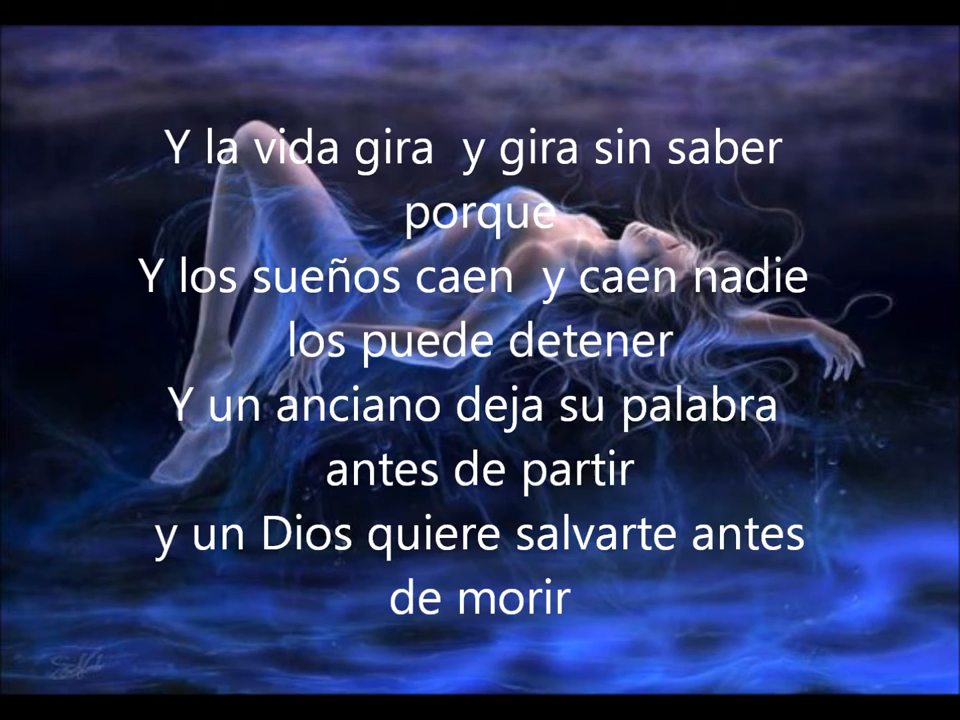 Y la vida gira  y gira sin saber
porque
Y los sueños caen  y caen nadie
los puede detener
Y un anciano deja su palabra
antes de partir
y un Dios quiere salvarte antes
de morir